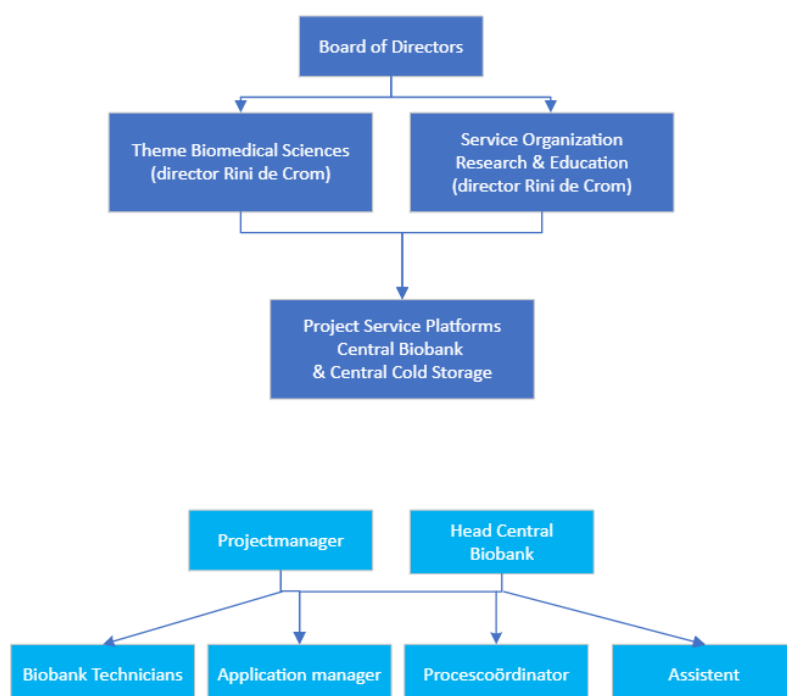 Board of Directors
Theme Biomedical Sciences
(director Rini de Crom)
Service Organization
Research & Education
(director Rini de Crom)
Project Service Platforms
Central Biobank
& Central Cold Storage
Projectmanager
Head Central
Biobank
Biobank Technicians
Application manager
Procescoördinator
Assistent